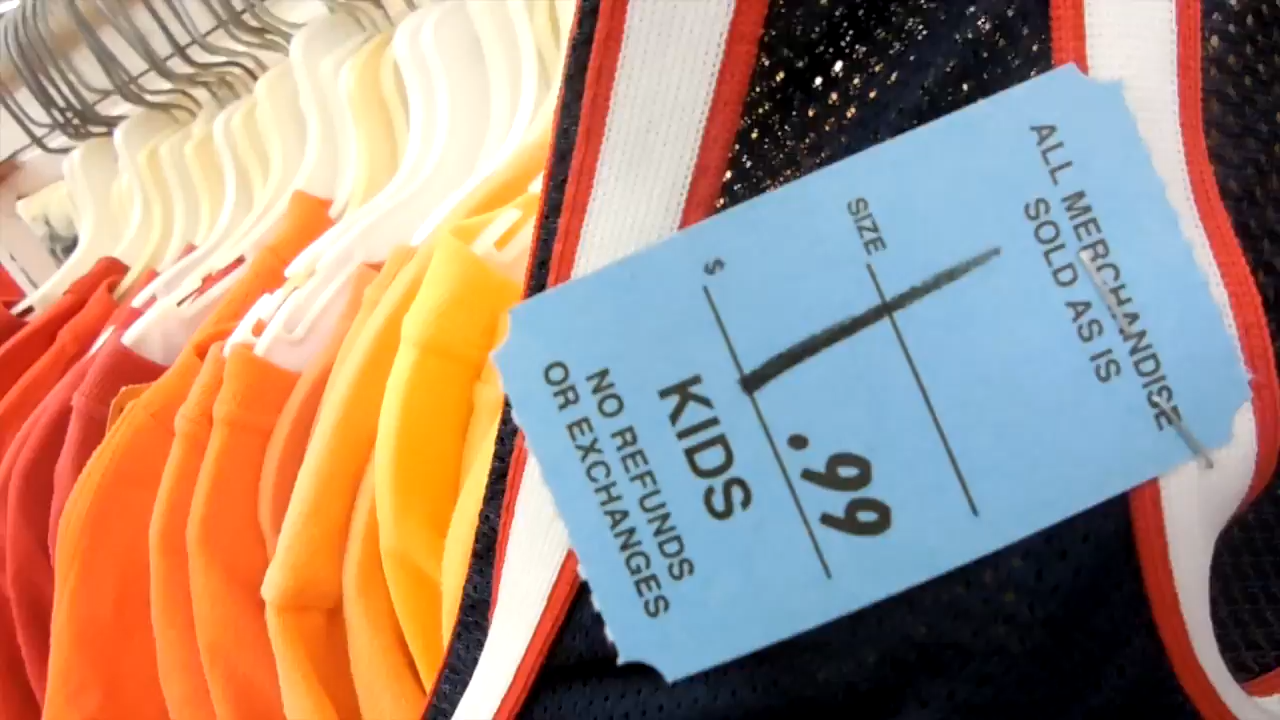 ALL MERCHANDISE
SOLD AS IS
SIZE
$ 1.99
KIDS
NO REFUNDS
OR EXCHANGES